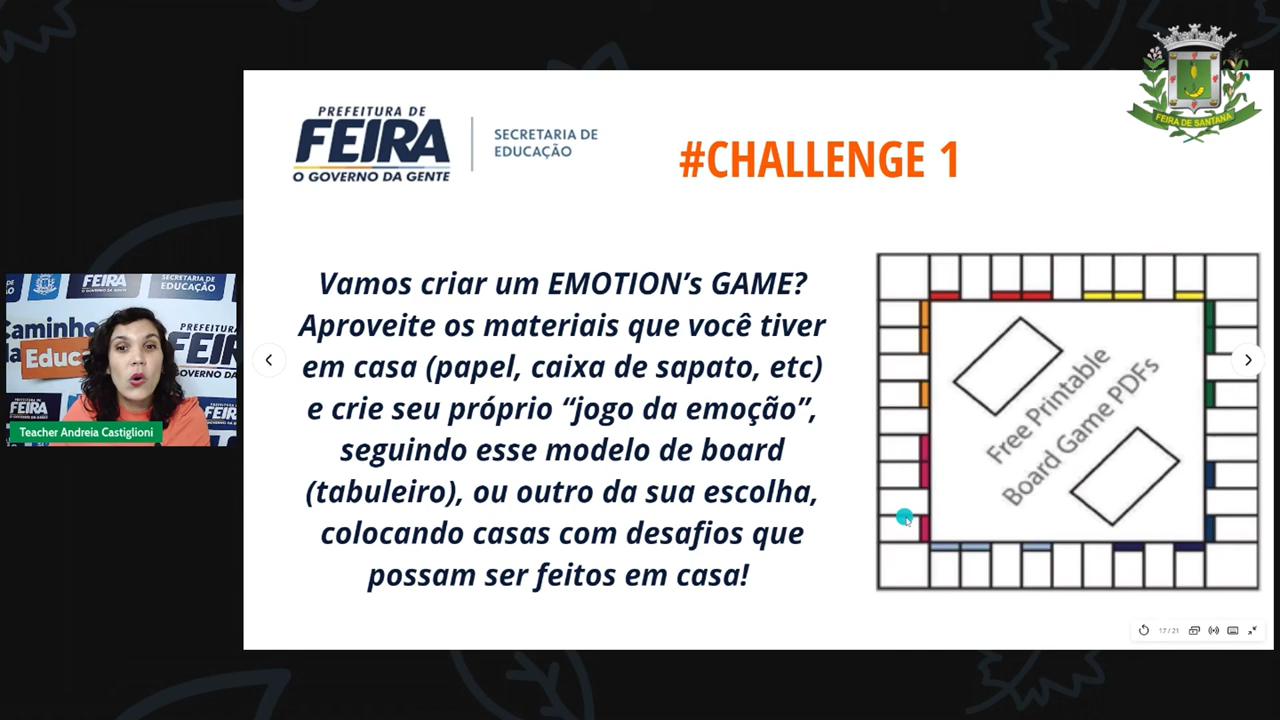 PREFEITURA DE
FEIRA
O GOVERNO DA GENTE
SECRETARIA DE
EDUCAÇÃO
#CHALLENGE 1
FEIRA DE SANTANA
Vamos criar um EMOTION's GAME?
Aproveite os materiais que você tiver
em casa (papel, caixa de sapato, etc)
e crie seu próprio “jogo da emoção”,
seguindo esse modelo de board
(tabuleiro), ou outro da sua escolha,
colocando casas com desafios que
possam ser feitos em casa!
Free Printable
Board Game PDFs
17 / 21
FEIRA
SECRETARIA DE
EDUCAÇÃO
Caminho
da
Educa
PREFEITUR
FEIR
O GOVERNO DA
FEIRA
Teacher Andreia Castiglioni